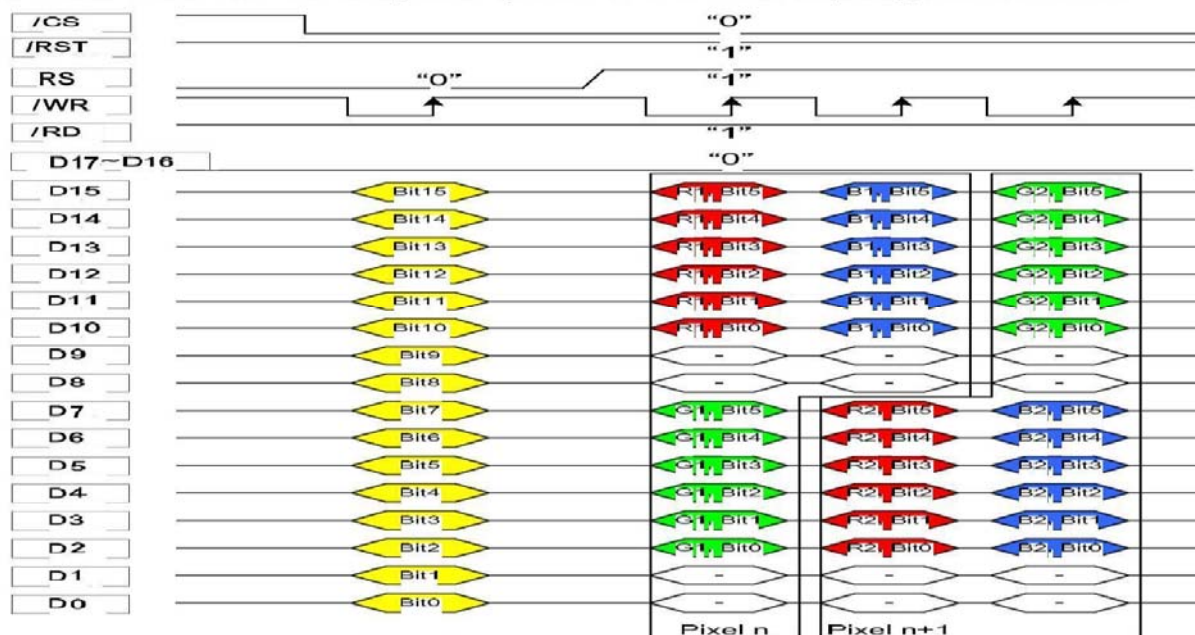 /CS "0"
/RST "1"
RS "0" "1"
/WR
/RD "1"
D17~D16 "0"
D15 Bit15 R1, Bit5 B1, Bit5 G2, Bit5
D14 Bit14 R1, Bit4 B1, Bit4 G2, Bit4
D13 Bit13 R1, Bit3 B1, Bit3 G2, Bit3
D12 Bit12 R1, Bit2 B1, Bit2 G2, Bit2
D11 Bit11 R1, Bit1 B1, Bit1 G2, Bit1
D10 Bit10 R1, Bit0 B1, Bit0 G2, Bit0
D9 Bit9 - - -
D8 Bit8 - - -
D7 Bit7 G1, Bit5 R2, Bit5 B2, Bit5
D6 Bit6 G1, Bit4 R2, Bit4 B2, Bit4
D5 Bit5 G1, Bit3 R2, Bit3 B2, Bit3
D4 Bit4 G1, Bit2 R2, Bit2 B2, Bit2
D3 Bit3 G1, Bit1 R2, Bit1 B2, Bit1
D2 Bit2 G1, Bit0 R2, Bit0 B2, Bit0
D1 Bit1 - - -
D0 Bit0 - - -
Pixel n Pixel n+1